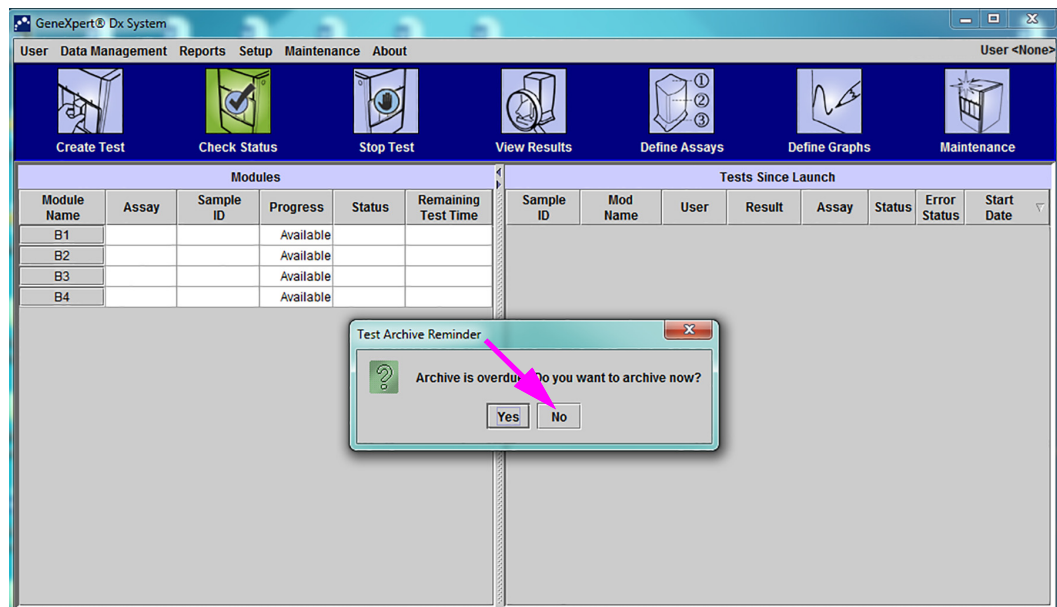 GeneXpert® Dx System
User Data Management Reports Setup Maintenance About User <None>
Create Test Check Status Stop Test View Results Define Assays Define Graphs Maintenance
① ② ③
Modules
Module Name Assay Sample ID Progress Status Remaining Test Time
B1 Available
B2 Available
B3 Available
B4 Available
Tests Since Launch
Sample ID Mod Name User Result Assay Status Error Status Start Date
Test Archive Reminder
Archive is Do you want to archive now?
Yes No